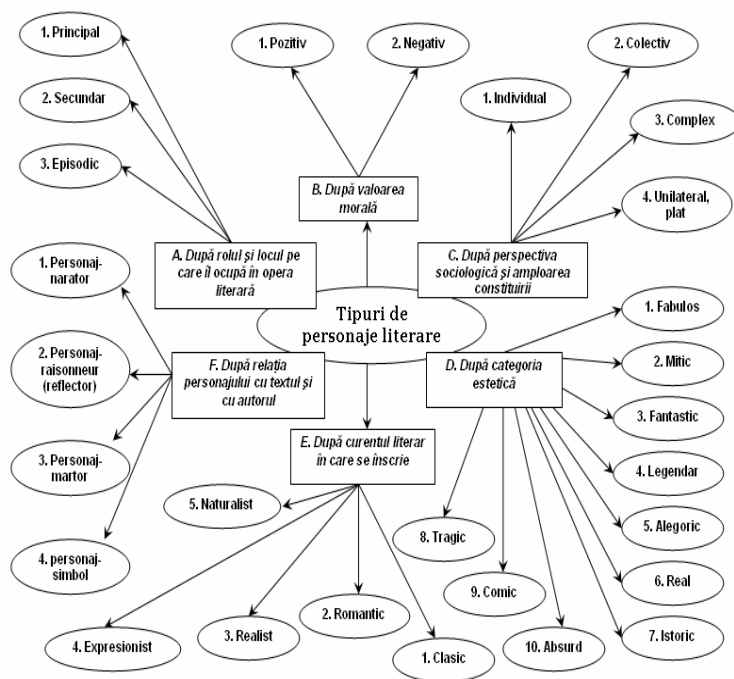 Tipuri de
personaje literare
A. După rolul și locul pe
care îl ocupă în opera
literară
1. Principal
2. Secundar
3. Episodic
B. După valoarea
morală
1. Pozitiv
2. Negativ
C. După perspectiva
sociologică și amploarea
constituirii
1. Individual
2. Colectiv
3. Complex
4. Unilateral,
plat
D. După categoria
estetică
1. Fabulos
2. Mitic
3. Fantastic
4. Legendar
5. Alegoric
6. Real
7. Istoric
8. Tragic
9. Comic
10. Absurd
E. După curentul literar
în care se înscrie
1. Clasic
2. Romantic
3. Realist
4. Expresionist
5. Naturalist
F. După relația
personajului cu textul și
cu autorul
1. Personaj-
narator
2. Personaj-
raisonneur
(reflector)
3. Personaj-
martor
4. personaj-
simbol